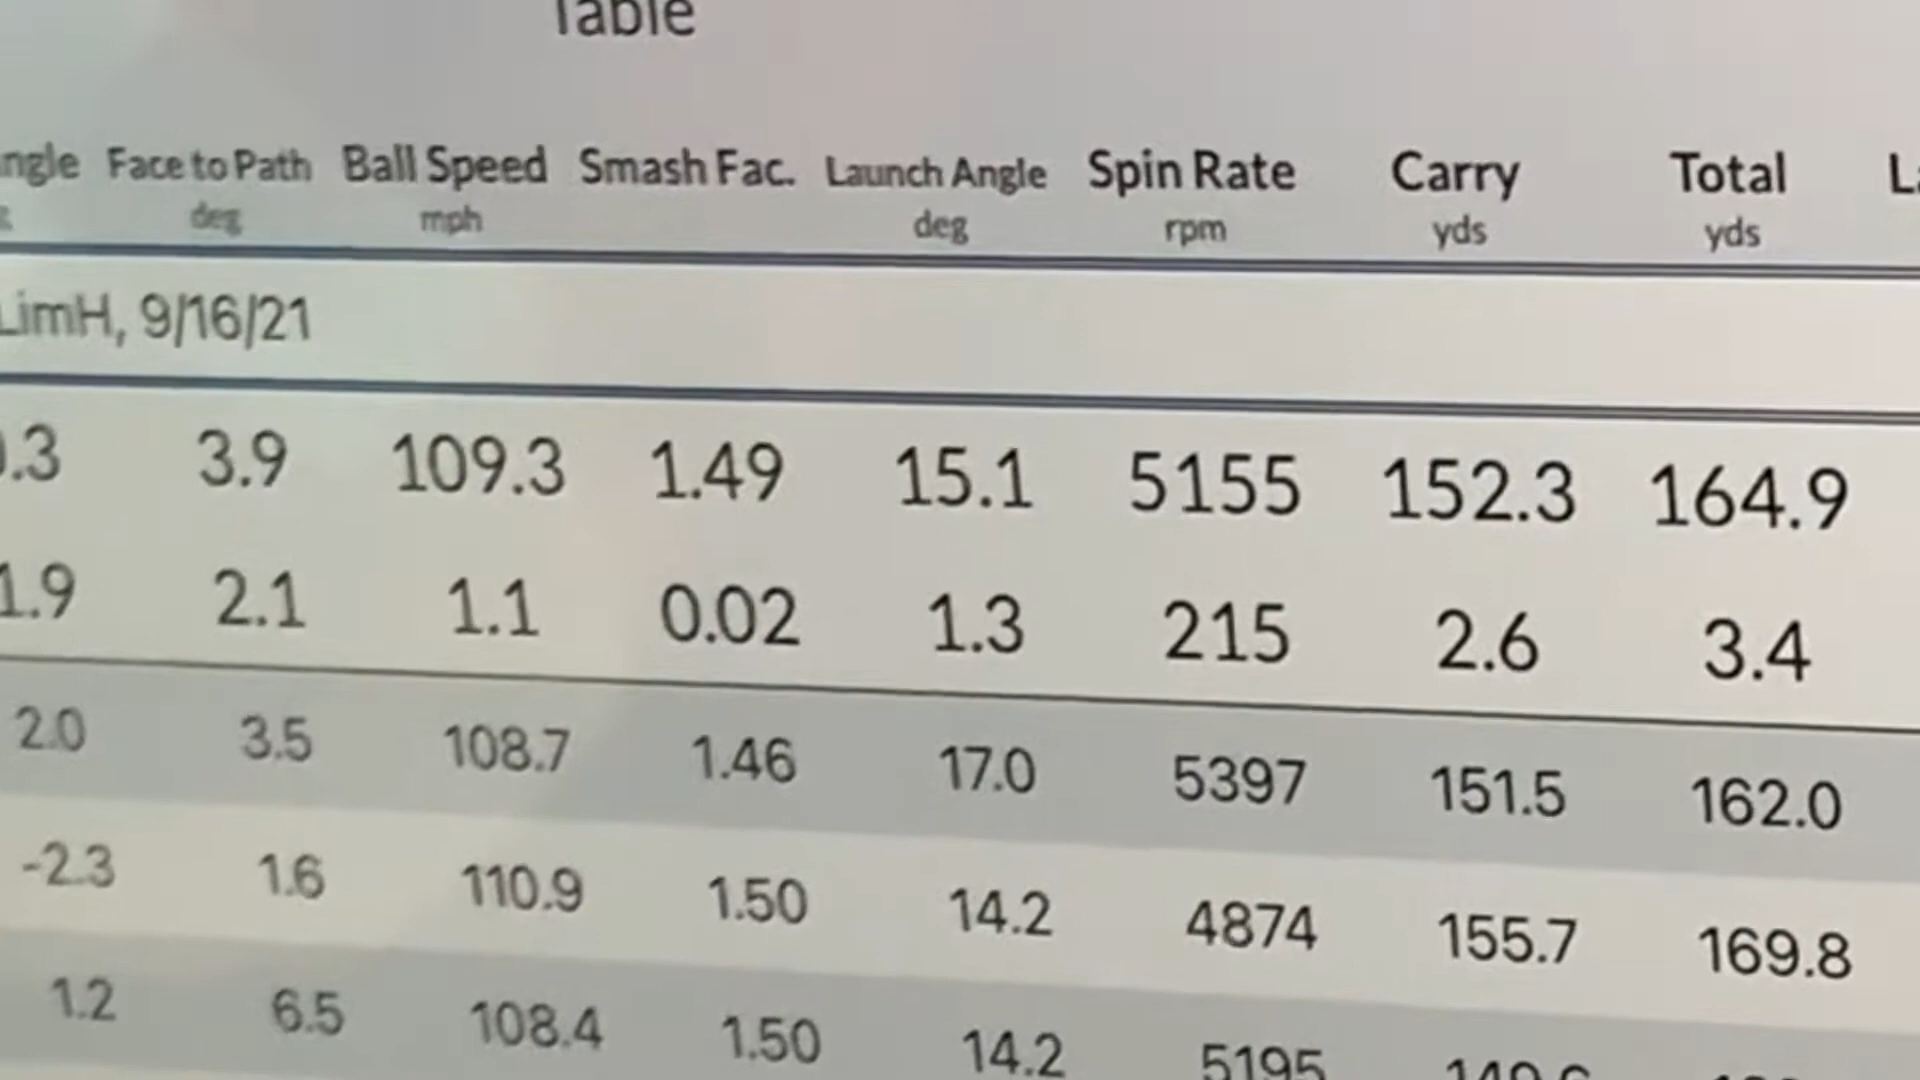 Table
Face to Path Ball Speed Smash Fac. Launch Angle Spin Rate Carry Total
deg mph deg rpm yds yds
LimH, 9/16/21
3.9 109.3 1.49 15.1 5155 152.3 164.9
1.9 2.1 1.1 0.02 1.3 215 2.6 3.4
2.0 3.5 108.7 1.46 17.0 5397 151.5 162.0
-2.3 1.6 110.9 1.50 14.2 4874 155.7 169.8
1.2 6.5 108.4 1.50 14.2 5195